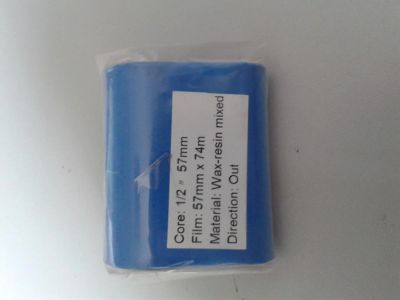 Core: 1/2 " 57mm
Film: 57mm x 74m
Material: Wax-resin mixed
Direction: Out